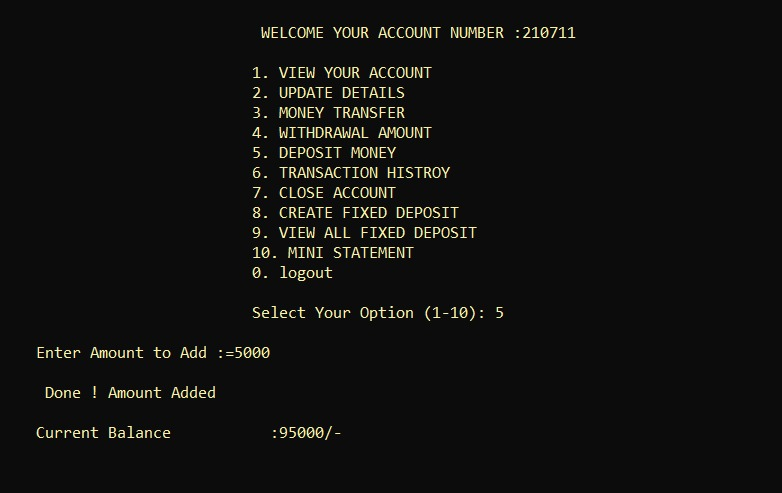 WELCOME YOUR ACCOUNT NUMBER :210711
1. VIEW YOUR ACCOUNT
2. UPDATE DETAILS
3. MONEY TRANSFER
4. WITHDRAWAL AMOUNT
5. DEPOSIT MONEY
6. TRANSACTION HISTROY
7. CLOSE ACCOUNT
8. CREATE FIXED DEPOSIT
9. VIEW ALL FIXED DEPOSIT
10. MINI STATEMENT
0. logout
Select Your Option (1-10): 5
Enter Amount to Add :=5000
Done ! Amount Added
Current Balance :95000/-